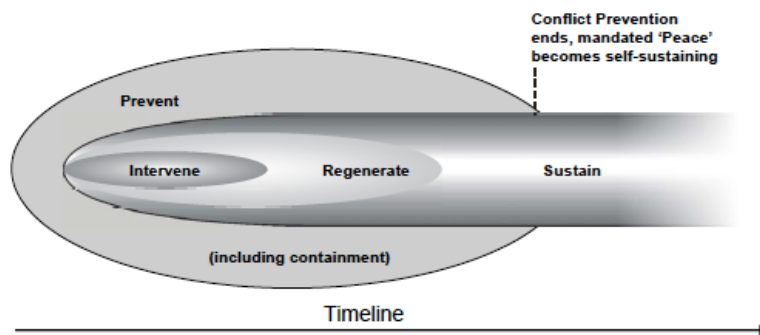 Conflict Prevention
ends, mandated ‘Peace’
becomes self-sustaining
Prevent
Intervene
Regenerate
Sustain
(including containment)
Timeline